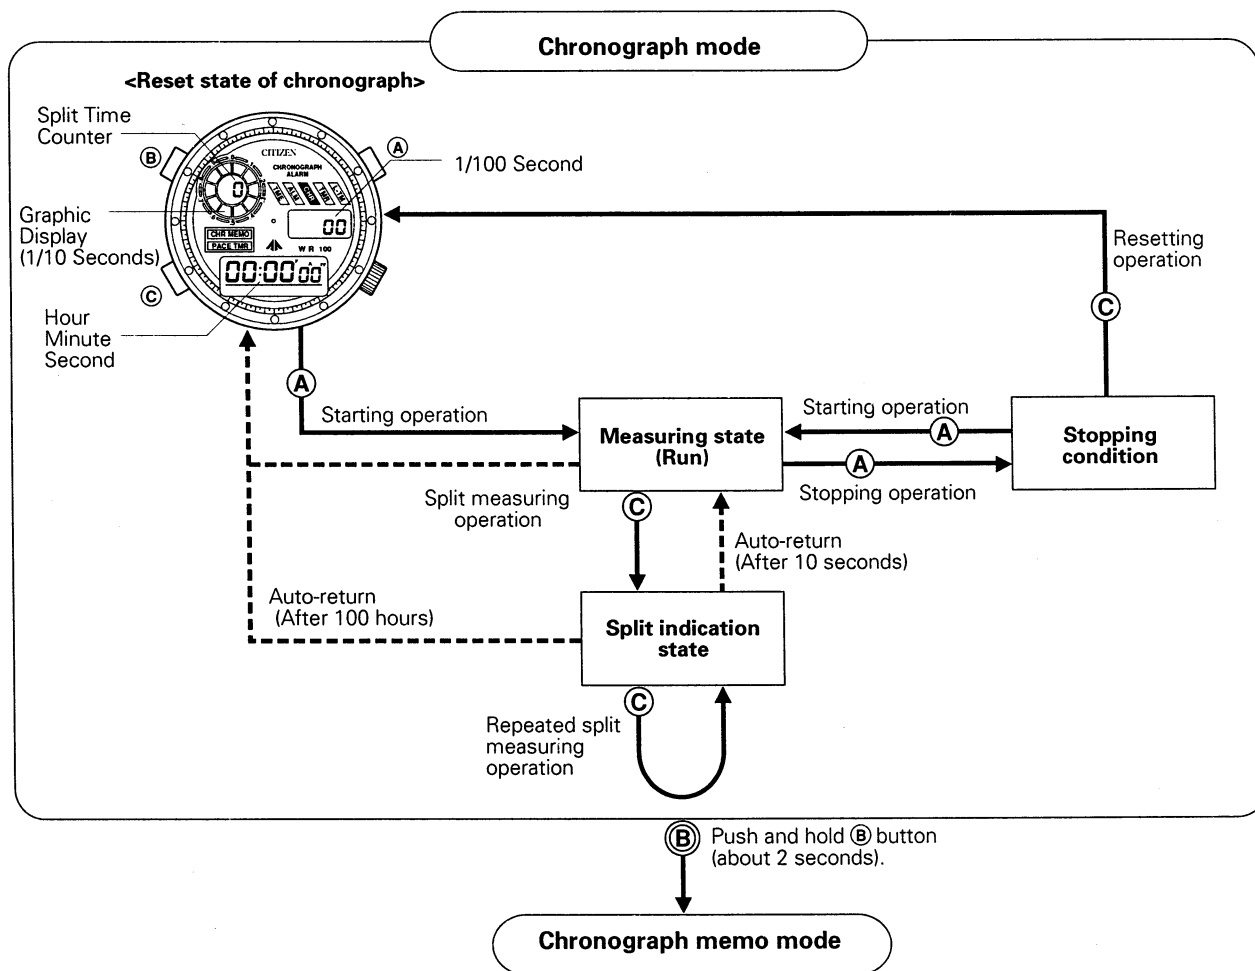 Chronograph mode
<Reset state of chronograph>
Split Time
Counter
B
A
1/100 Second
CITIZEN
CHRONOGRAPH
ALARM
CHR
TMR
0
00
Graphic
Display
(1/10 Seconds)
CHR MEMO
PACE TMR
W R 100
00:00 00
C
Hour
Minute
Second
Resetting
operation
C
A
Starting operation
Measuring state
(Run)
Starting operation
A
A
Stopping operation
Stopping
condition
Split measuring
operation
C
Auto-return
(After 10 seconds)
Auto-return
(After 100 hours)
Split indication
state
C
Repeated split
measuring
operation
B
Push and hold B button
(about 2 seconds).
Chronograph memo mode